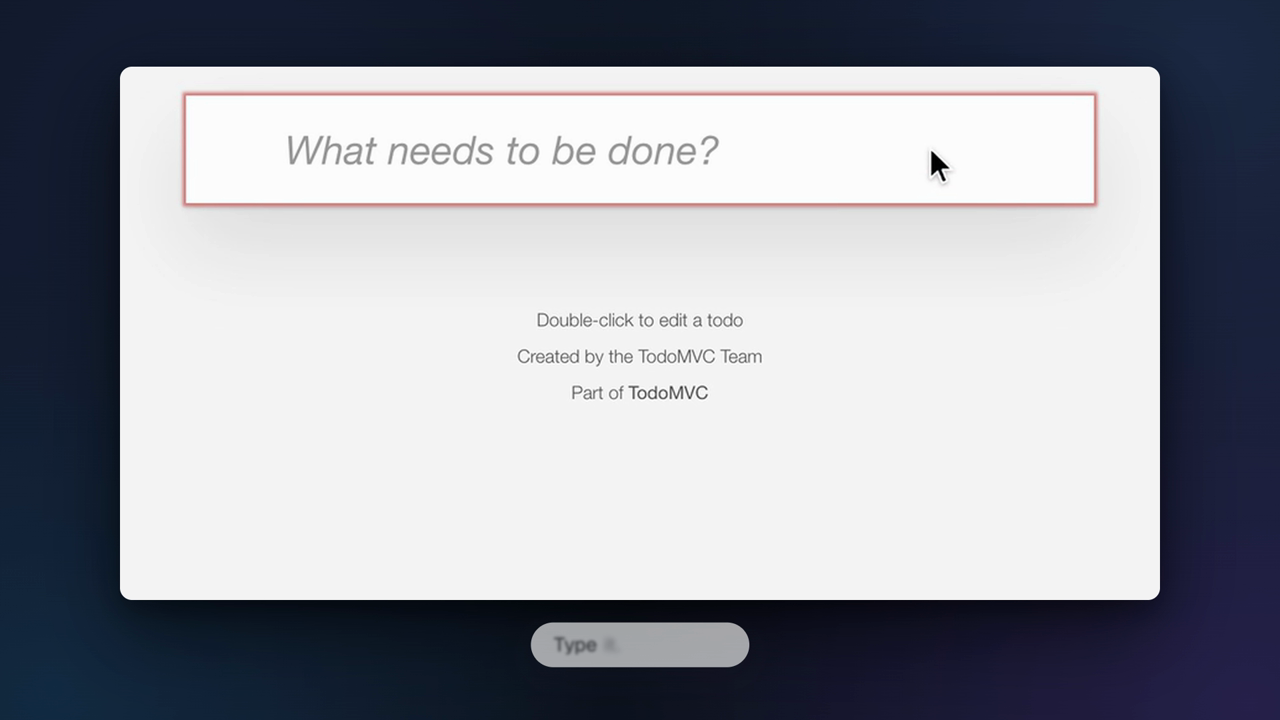 What needs to be done?
Double-click to edit a todo
Created by the TodoMVC Team
Part of TodoMVC
Type